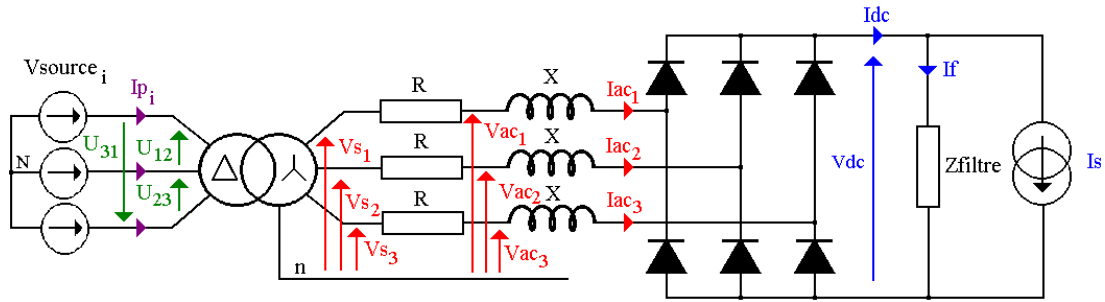 Vsource i
Ip i
U31
U12
U23
N
n
R
R
R
X
X
X
Vs1
Vs2
Vs3
Vac1
Vac2
Vac3
Iac1
Iac2
Iac3
Idc
If
Vdc
Zfiltre
Is